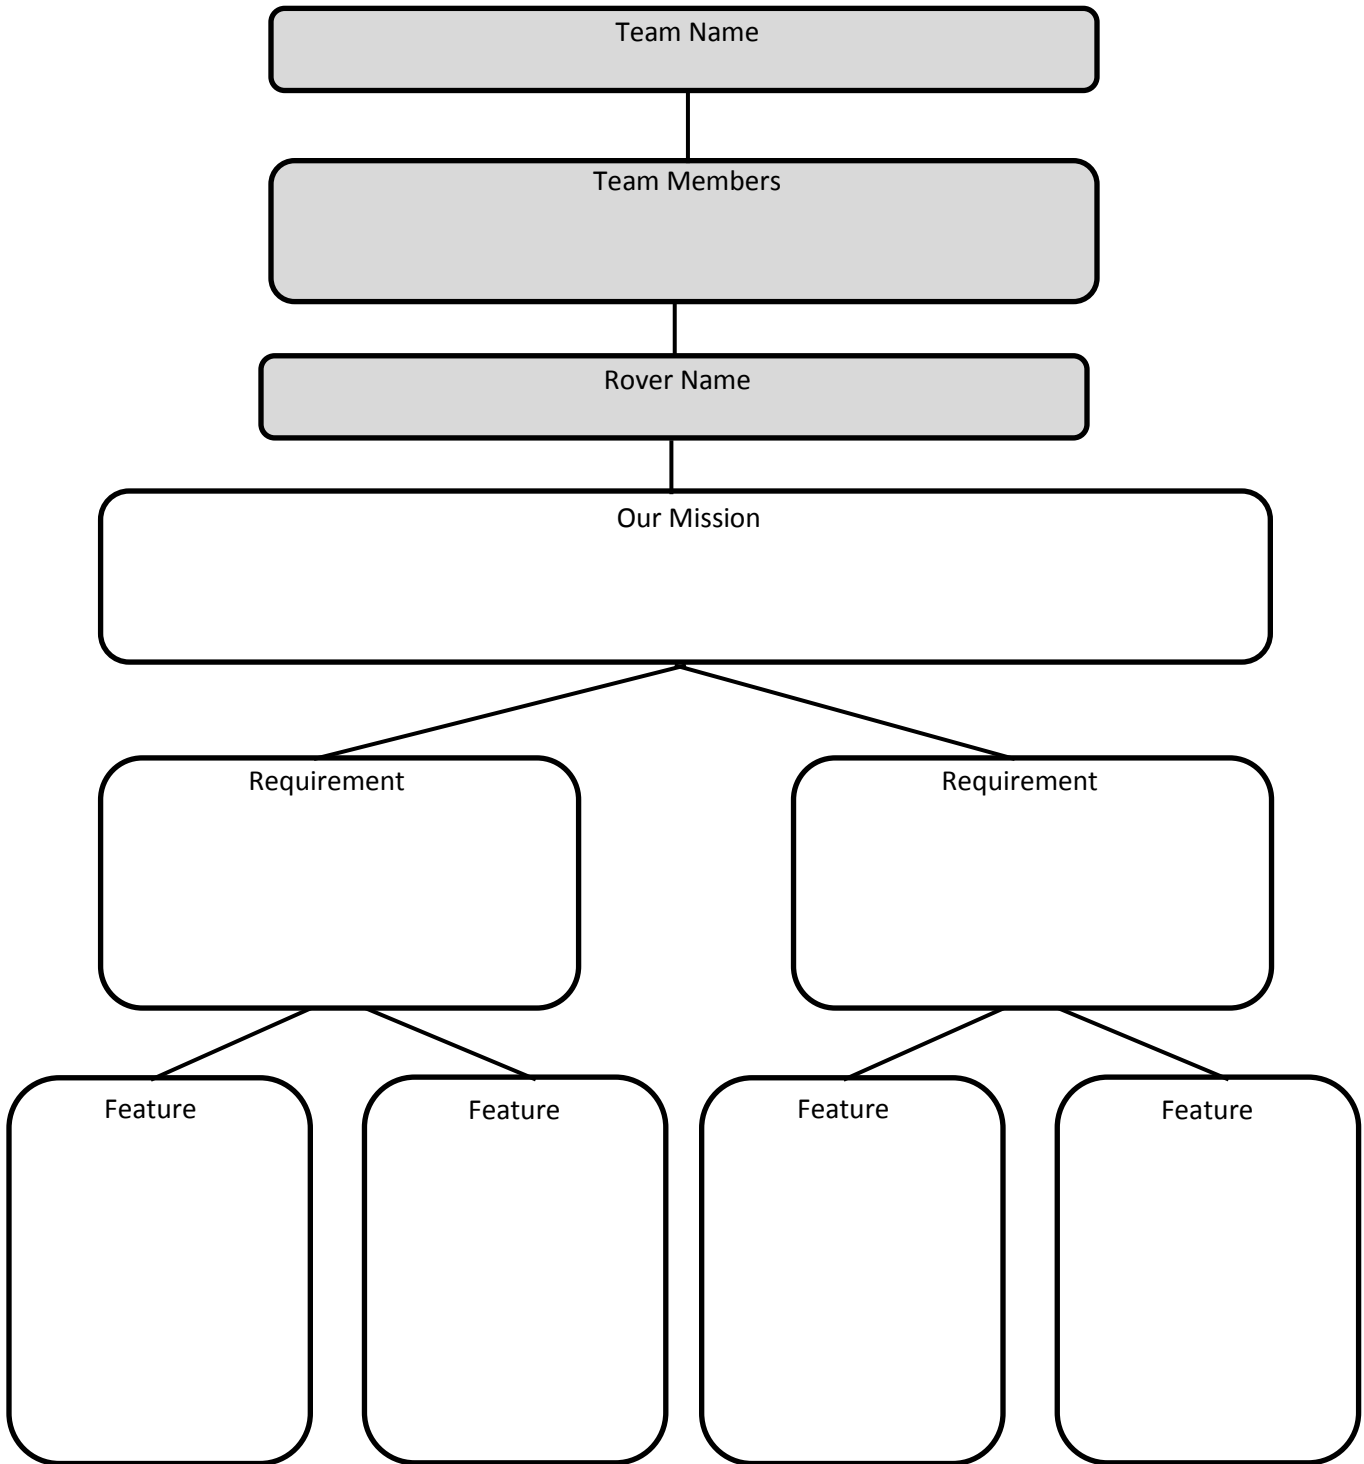 Team Name
Team Members
Rover Name
Our Mission
Requirement
Requirement
Feature
Feature
Feature
Feature